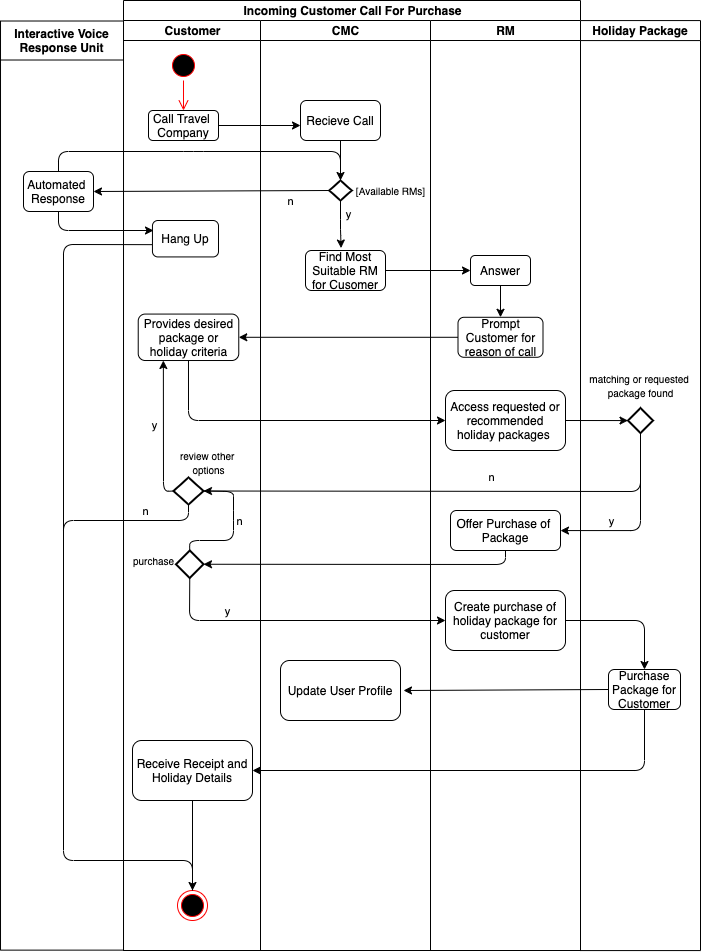 Incoming Customer Call For Purchase
Interactive Voice
Response Unit
Customer
CMC
RM
Holiday Package
Call Travel
Company
Recieve Call
Automated
Response
n
[Available RMs]
y
Hang Up
Find Most
Suitable RM
for Cusomer
Answer
Provides desired
package or
holiday criteria
Prompt
Customer for
reason of call
matching or requested
package found
Access requested or
recommended
holiday packages
y
review other
options
n
n
n
Offer Purchase of
Package
y
purchase
y
Create purchase of
holiday package for
customer
Update User Profile
Purchase
Package for
Customer
Receive Receipt and
Holiday Details